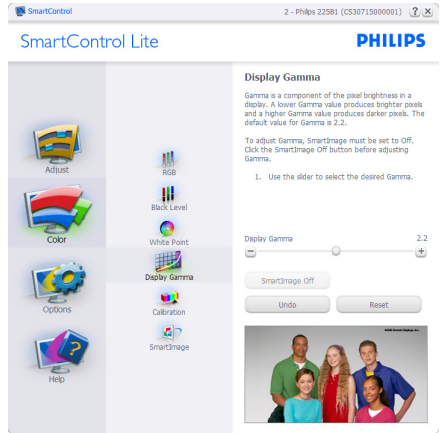 SmartControl
2 - Philips 225B1 (CS30715000001)
?
SmartControl Lite
PHILIPS
Adjust
Color
Options
Help
RGB
Black Level
White Point
Display Gamma
Calibration
SmartImage
Display Gamma
Gamma is a component of the pixel brightness in a
display. A lower Gamma value produces brighter pixels
and a higher Gamma value produces darker pixels. The
default value for Gamma is 2.2.
To adjust Gamma, SmartImage must be set to Off.
Click the SmartImage Off button before adjusting
Gamma.
1. Use the slider to select the desired Gamma.
Display Gamma 2.2
SmartImage Off
Undo Reset